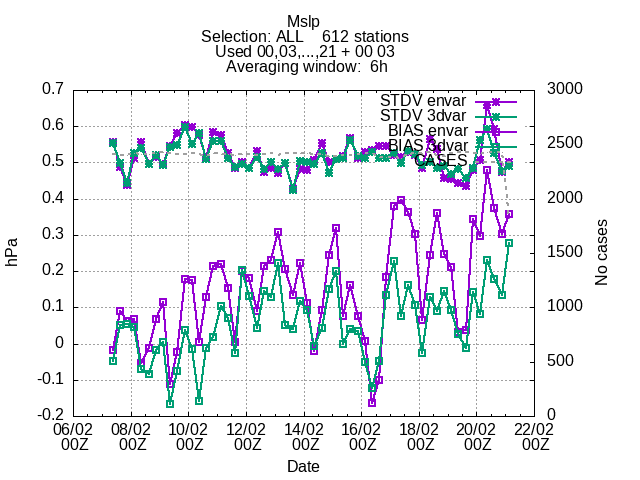 Mslp
Selection: ALL 612 stations
Used 00,03,...,21 + 00 03
Averaging window: 6h
0.7
0.6
0.5
0.4
0.3
0.2
0.1
0
-0.1
-0.2
hPa
3000
2500
2000
1500
1000
500
0
No cases
STDV envar
STDV 3dvar
BIAS envar
BIAS 3dvar
CASES
06/02 08/02 10/02 12/02 14/02 16/02 18/02 20/02 22/02
00Z 00Z 00Z 00Z 00Z 00Z 00Z 00Z 00Z
Date